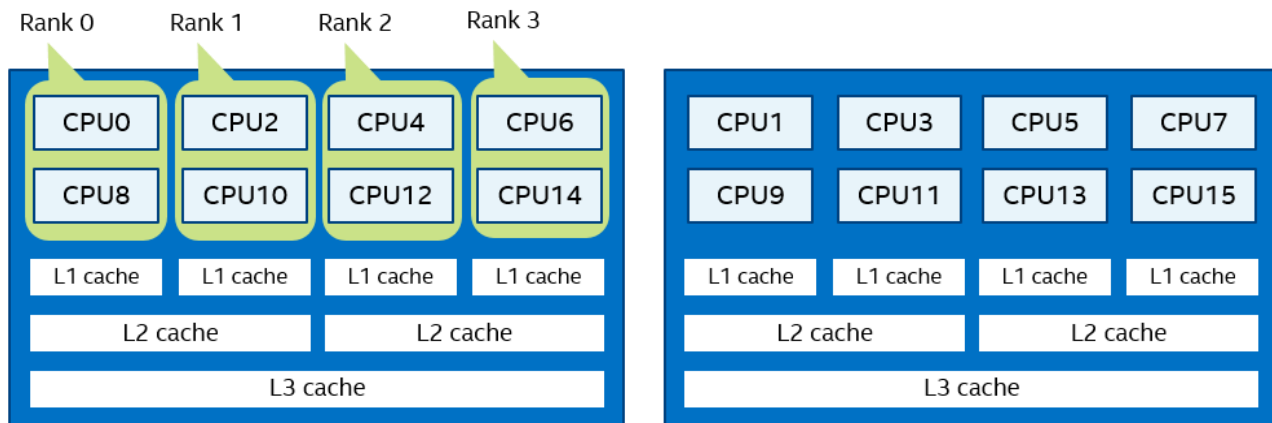 Rank 0 Rank 1 Rank 2 Rank 3
CPU0 CPU2 CPU4 CPU6
CPU8 CPU10 CPU12 CPU14
L1 cache L1 cache L1 cache L1 cache
L2 cache L2 cache
L3 cache
CPU1 CPU3 CPU5 CPU7
CPU9 CPU11 CPU13 CPU15
L1 cache L1 cache L1 cache L1 cache
L2 cache L2 cache
L3 cache